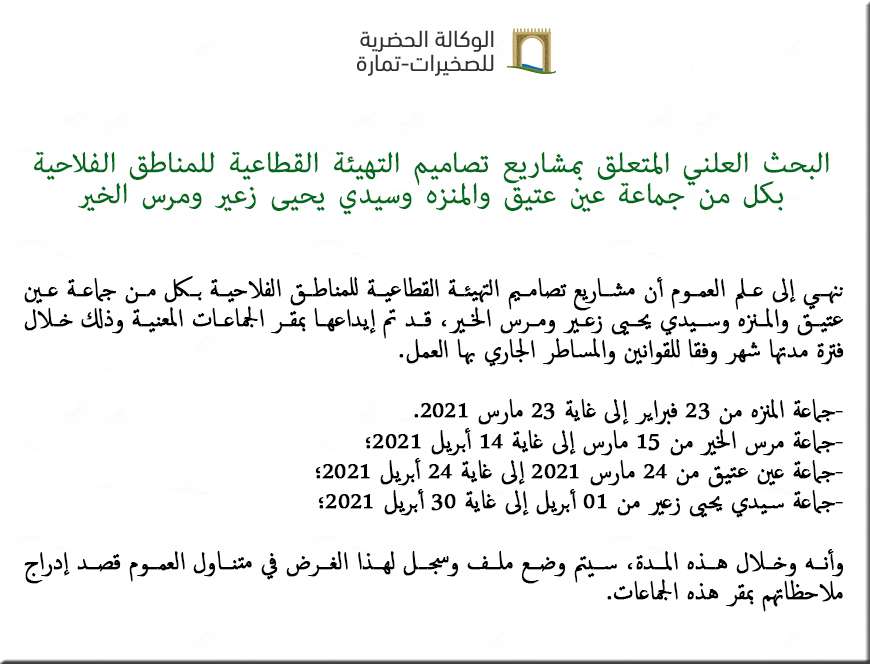 الوكالة الحضرية
للصخيرات-تمارة
البحث العلني المتعلق بمشاريع تصاميم التهيئة القطاعية للمناطق الفلاحية
بكل من جماعة عين عتيق والمنزه وسيدي يحيى زعير ومرس الخير
ننهي إلى علم العموم أن مشاريع تصاميم التهيئة القطاعية للمناطق الفلاحية بكل من جماعة عين
عتيق والمنزه وسيدي يحيى زعير ومرس الخير، قد تم إيداعها بمقر الجماعات المعنية وذلك خلال
فترة مدتها شهر وفقا للقوانين والمساطر الجاري بها العمل.
-جماعة المنزه من 23 فبراير إلى غاية 23 مارس 2021.
-جماعة مرس الخير من 15 مارس إلى غاية 14 أبريل 2021؛
-جماعة عين عتيق من 24 مارس 2021 إلى غاية 24 أبريل 2021؛
-جماعة سيدي يحيى زعير من 01 أبريل إلى غاية 30 أبريل 2021؛
وأنه وخلال هذه المدة، سيتم وضع ملف وسجل لهذا الغرض في متناول العموم قصد إدراج
ملاحظاتهم بمقر هذه الجماعات.